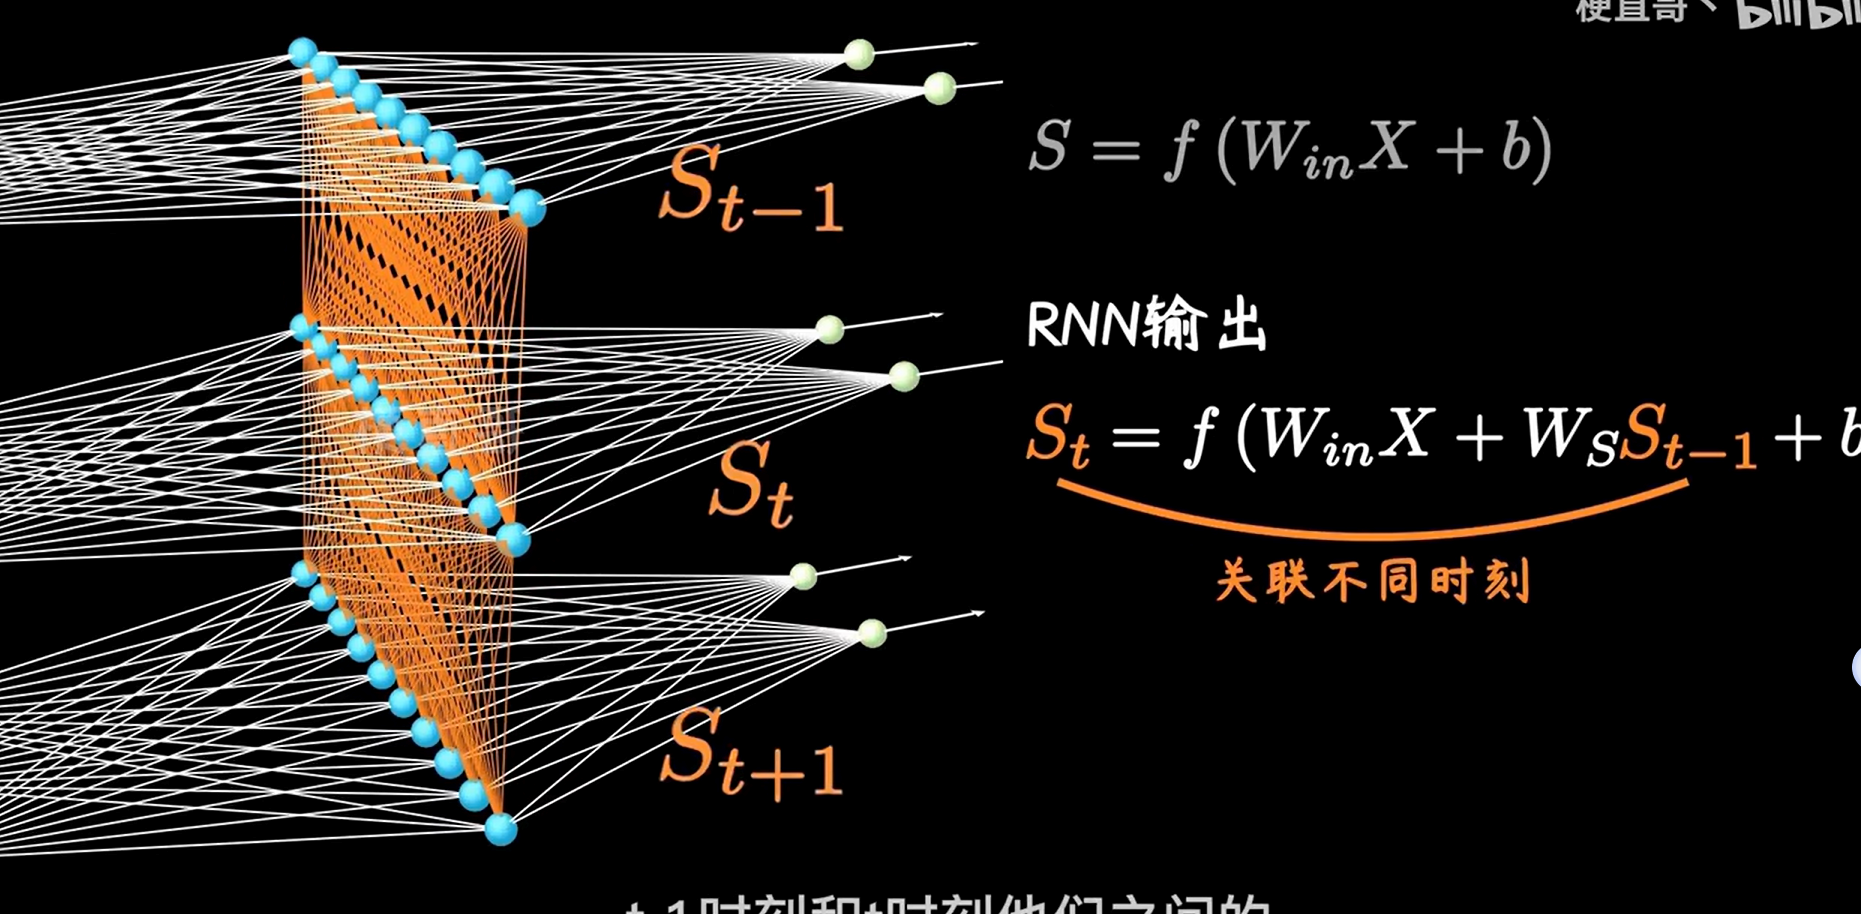 梗直哥丶 bilibili
S = f (W_{in}X + b)
S_{t-1}
RNN输出
S_t = f (W_{in}X + W_S S_{t-1} + b
S_t
关联不同时刻
S_{t+1}
t-1时刻和t时刻他们之间的